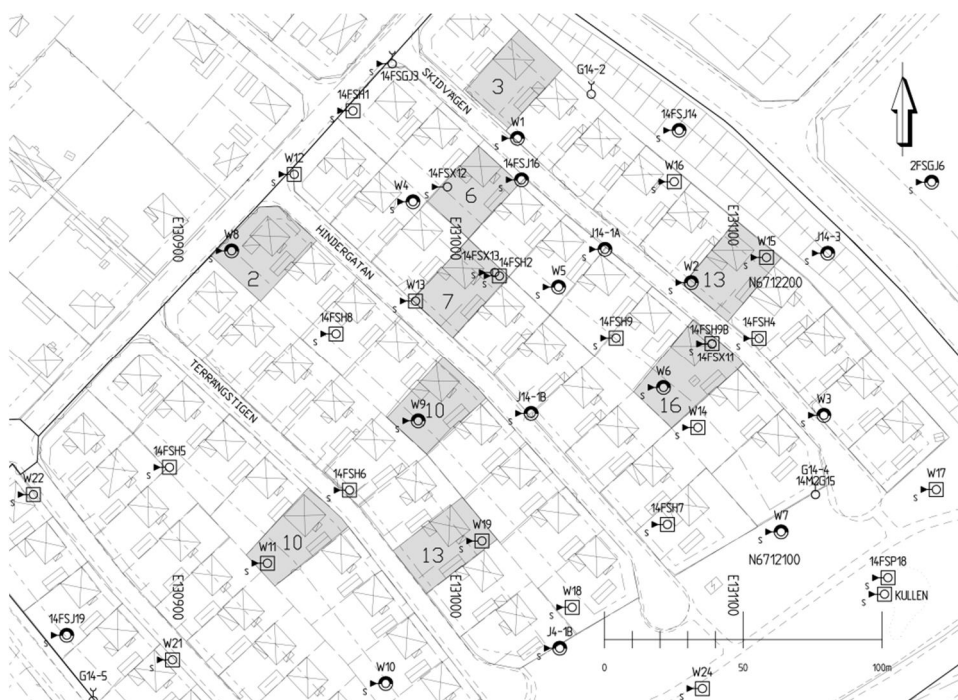 14FSGJ3
SKIDVÄGEN
3
G14-2
14FSH1
W1
14FSJ14
W12
14FSX12
14FSJ16
W16
2FSGJ6
W4
6
E130900
E131000
E131100
W8
HINDERGATAN
2
14FSX13
14FSH2
W5
J14-1A
W2
13
W15
J14-3
N6712200
W13
7
14FSH8
14FSH9
14FSH9B
14FSX11
14FSH4
TERRÄNGSTIGEN
W9
10
J14-1B
W6
16
W14
W3
14FSH5
W22
14FSH6
G14-4
14M2G15
W17
W11
10
13
W19
14FSH7
W7
N6712100
E130900
E131000
E131100
14FSP18
KULLEN
14FSJ19
W18
J4-1B
W21
G14-5
W10
W24
0
50
100m